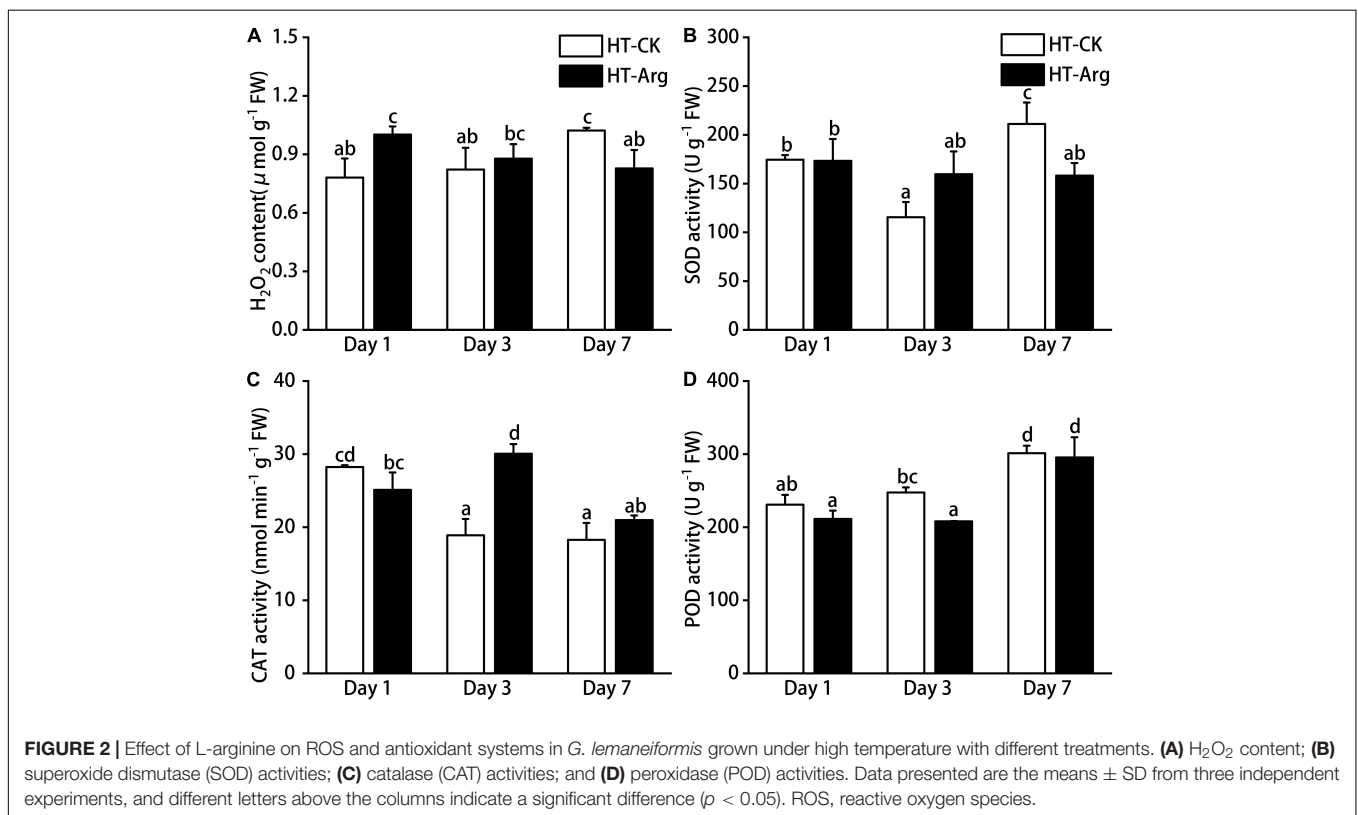 A
1.5
1.2
0.9
0.6
0.3
0.0
H₂O₂ content( μ mol g⁻¹ FW)
HT-CK
HT-Arg
ab
c
ab
bc
c
ab
Day 1
Day 3
Day 7
B
300
250
200
150
100
50
0
SOD activity (U g⁻¹ FW)
HT-CK
HT-Arg
b
b
a
ab
c
ab
Day 1
Day 3
Day 7
C
40
30
20
10
0
CAT activity (nmol min⁻¹ g⁻¹ FW)
cd
bc
a
d
a
ab
Day 1
Day 3
Day 7
D
400
300
200
100
0
POD activity (U g⁻¹ FW)
ab
a
bc
a
d
d
Day 1
Day 3
Day 7
FIGURE 2 | Effect of L-arginine on ROS and antioxidant systems in G. lemaneiformis grown under high temperature with different treatments. (A) H₂O₂ content; (B)
superoxide dismutase (SOD) activities; (C) catalase (CAT) activities; and (D) peroxidase (POD) activities. Data presented are the means ± SD from three independent
experiments, and different letters above the columns indicate a significant difference (p < 0.05). ROS, reactive oxygen species.